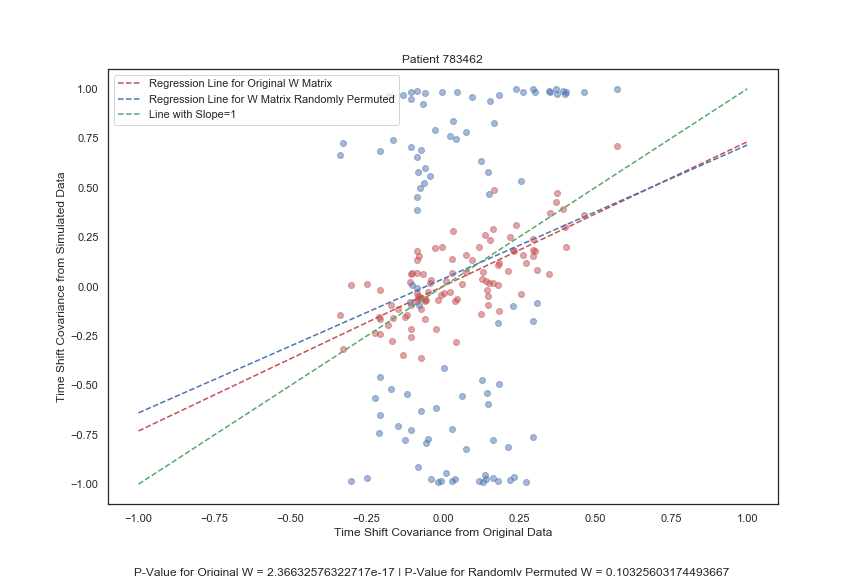 Patient 783462
Regression Line for Original W Matrix
Regression Line for W Matrix Randomly Permuted
Line with Slope=1
1.00
0.75
0.50
0.25
0.00
−0.25
−0.50
−0.75
−1.00
Time Shift Covariance from Simulated Data
−1.00 −0.75 −0.50 −0.25 0.00 0.25 0.50 0.75 1.00
Time Shift Covariance from Original Data
P-Value for Original W = 2.36632576322717e-17 | P-Value for Randomly Permuted W = 0.10325603174493667